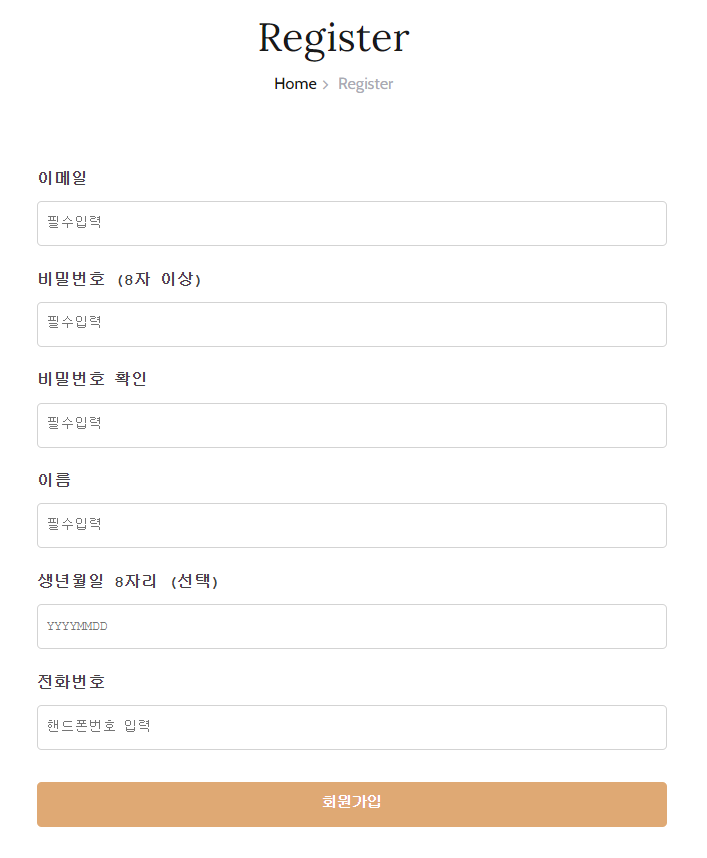 Register
Home > Register
이메일
필수입력
비밀번호 (8자 이상)
필수입력
비밀번호 확인
필수입력
이름
필수입력
생년월일 8자리 (선택)
YYYYMMDD
전화번호
핸드폰번호 입력
회원가입